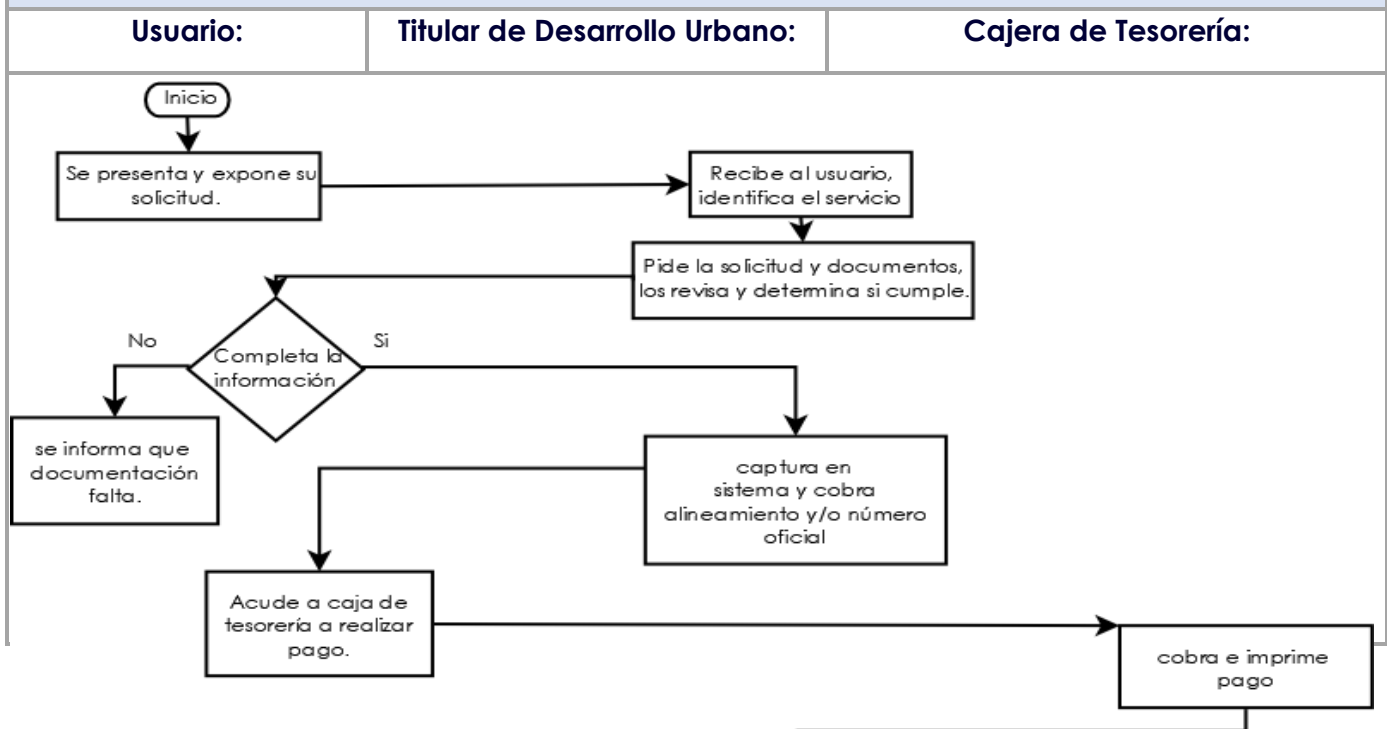 Usuario:
Titular de Desarrollo Urbano:
Cajera de Tesorería:
Inicio
Se presenta y expone su
solicitud.
Recibe al usuario,
identifica el servicio
Pide la solicitud y documentos,
los revisa y determina si cumple.
No
Si
Completa la
información
se informa que
documentación
falta.
captura en
sistema y cobra
alineamiento y/o número
oficial
Acude a caja de
tesorería a realizar
pago.
cobra e imprime
pago